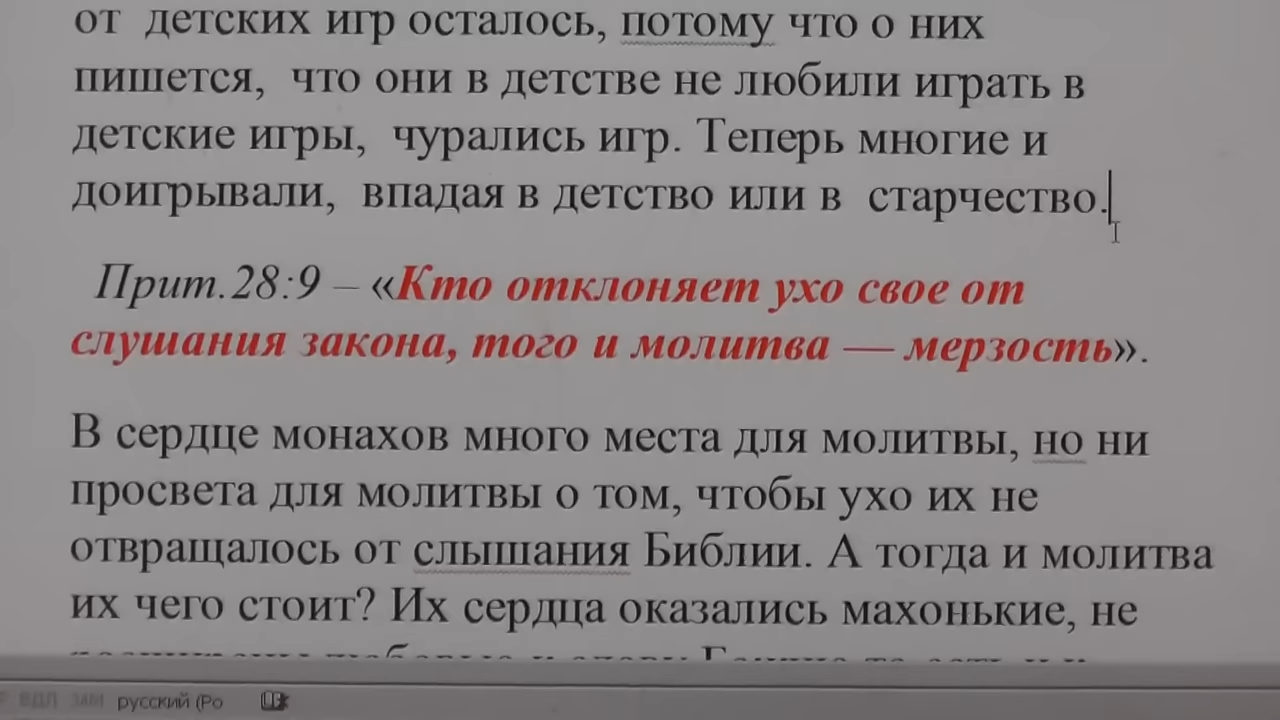 от детских игр осталось, потому что о них
пишется, что они в детстве не любили играть в
детские игры, чурались игр. Теперь многие и
доигрывали, впадая в детство или в старчество.
Прит.28:9 – «Кто отклоняет ухо свое от
слушания закона, того и молитва — мерзость».
В сердце монахов много места для молитвы, но ни
просвета для молитвы о том, чтобы ухо их не
отвращалось от слышания Библии. А тогда и молитва
их чего стоит? Их сердца оказались махонькие, не
ВДЛ ЗАМ русский (Ро